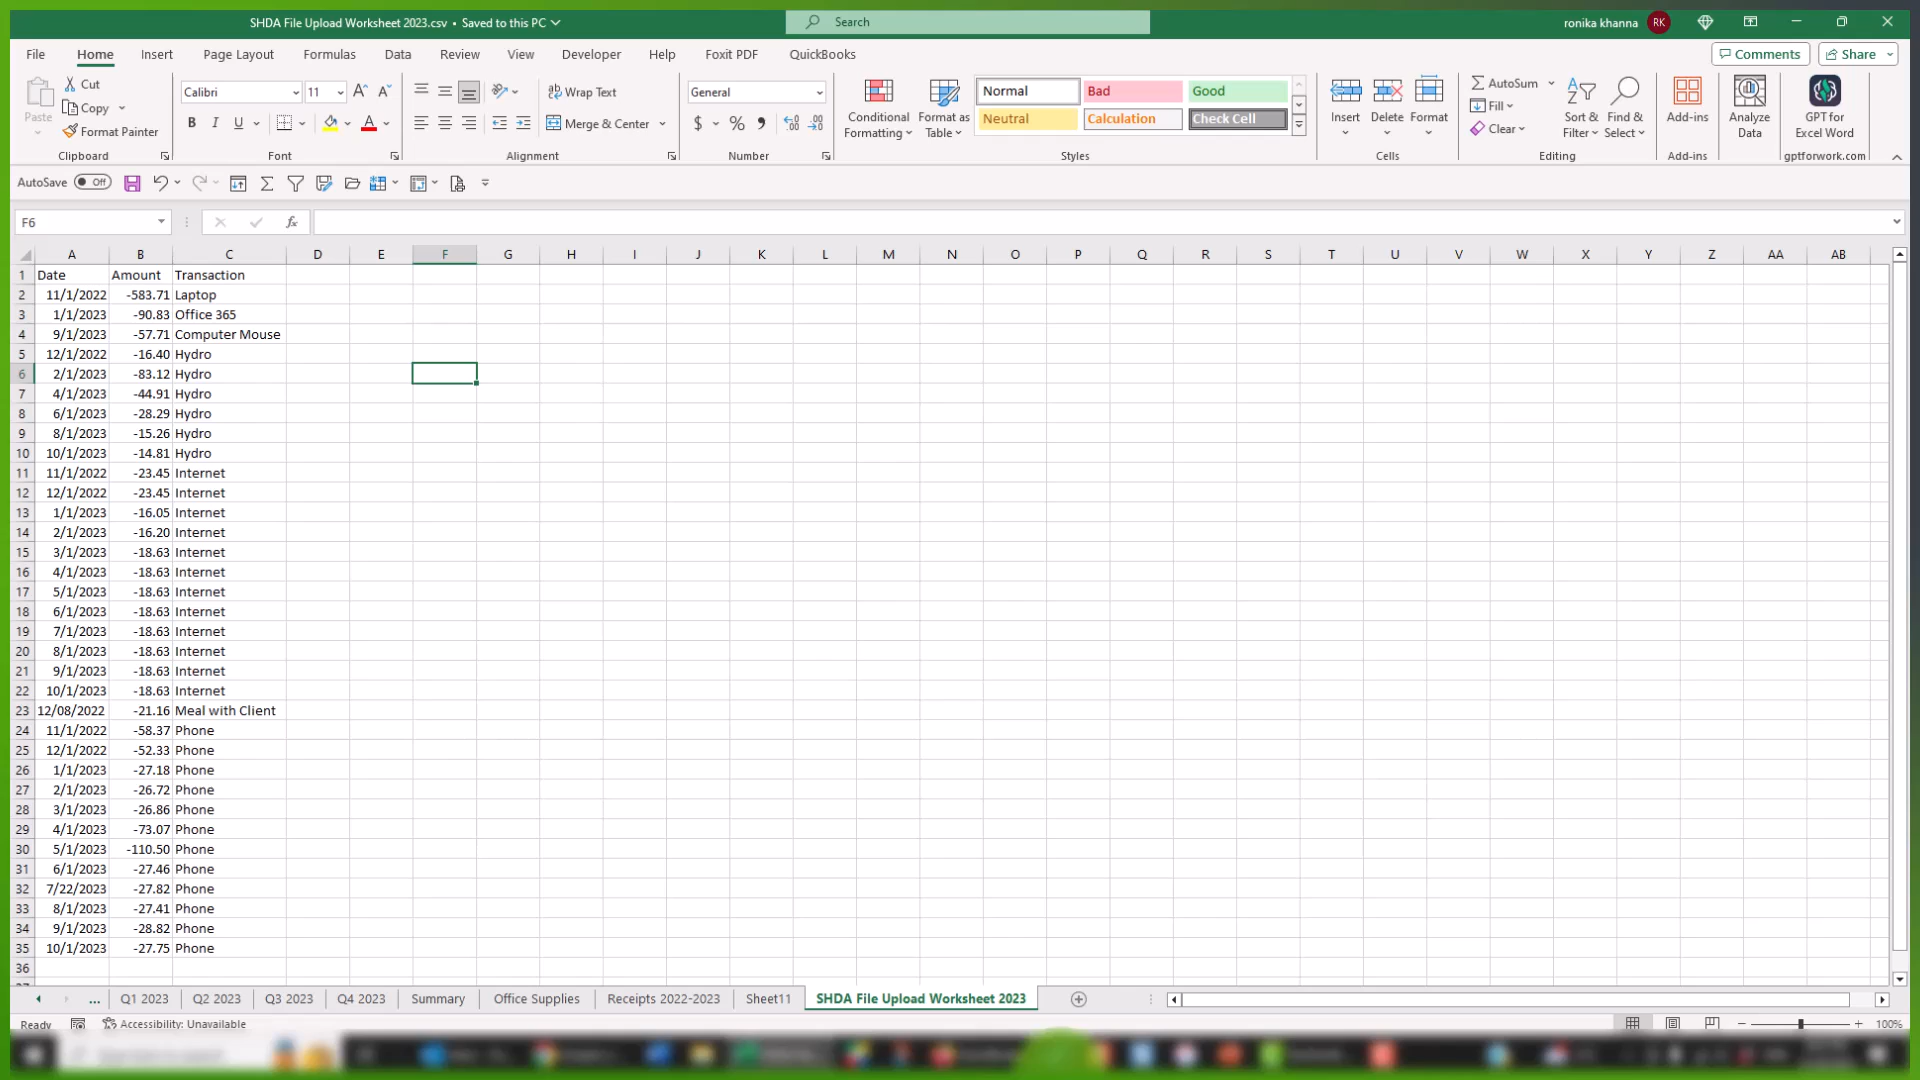 SHDA File Upload Worksheet 2023.csv • Saved to this PC
Search
ronika khanna
RK
File Home Insert Page Layout Formulas Data Review View Developer Help Foxit PDF QuickBooks
Comments
Share
Paste
Cut
Copy
Format Painter
Clipboard
Calibri 11
B I U
Font
Wrap Text
Merge & Center
Alignment
General
$ % ,
Number
Conditional Formatting
Format as Table
Normal Bad Good
Neutral Calculation Check Cell
Styles
Insert Delete Format
Cells
AutoSum
Fill
Clear
Sort & Filter
Find & Select
Editing
Add-ins
Add-ins
Analyze Data
GPT for Excel Word
gptforwork.com
AutoSave Off
F6
fx
A B C D E F G H I J K L M N O P Q R S T U V W X Y Z AA AB
1 Date Amount Transaction
2 11/1/2022 -583.71 Laptop
3 1/1/2023 -90.83 Office 365
4 9/1/2023 -57.71 Computer Mouse
5 12/1/2022 -16.40 Hydro
6 2/1/2023 -83.12 Hydro
7 4/1/2023 -44.91 Hydro
8 6/1/2023 -28.29 Hydro
9 8/1/2023 -15.26 Hydro
10 10/1/2023 -14.81 Hydro
11 11/1/2022 -23.45 Internet
12 12/1/2022 -23.45 Internet
13 1/1/2023 -16.05 Internet
14 2/1/2023 -16.20 Internet
15 3/1/2023 -18.63 Internet
16 4/1/2023 -18.63 Internet
17 5/1/2023 -18.63 Internet
18 6/1/2023 -18.63 Internet
19 7/1/2023 -18.63 Internet
20 8/1/2023 -18.63 Internet
21 9/1/2023 -18.63 Internet
22 10/1/2023 -18.63 Internet
23 12/08/2022 -21.16 Meal with Client
24 11/1/2022 -58.37 Phone
25 12/1/2022 -52.33 Phone
26 1/1/2023 -27.18 Phone
27 2/1/2023 -26.72 Phone
28 3/1/2023 -26.86 Phone
29 4/1/2023 -73.07 Phone
30 5/1/2023 -110.50 Phone
31 6/1/2023 -27.46 Phone
32 7/22/2023 -27.82 Phone
33 8/1/2023 -27.41 Phone
34 9/1/2023 -28.82 Phone
35 10/1/2023 -27.75 Phone
36
... Q1 2023 Q2 2023 Q3 2023 Q4 2023 Summary Office Supplies Receipts 2022-2023 Sheet11 SHDA File Upload Worksheet 2023
Ready
Accessibility: Unavailable
100%